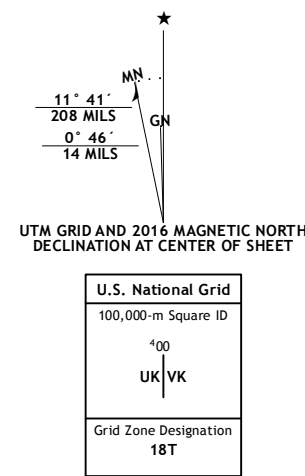 ★
MN
11° 41´
208 MILS
GN
0° 46´
14 MILS
UTM GRID AND 2016 MAGNETIC NORTH
DECLINATION AT CENTER OF SHEET
U.S. National Grid
100,000-m Square ID
⁴00
UK VK
Grid Zone Designation
18T